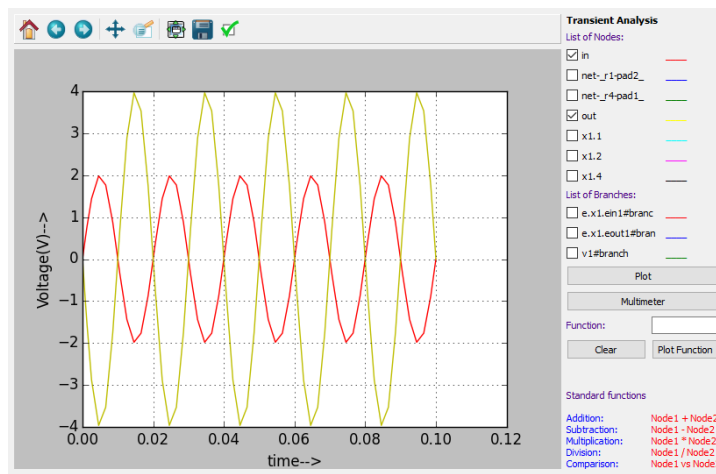 Transient Analysis
List of Nodes:
in
net-_r1-pad2_
net-_r4-pad1_
out
x1.1
x1.2
x1.4
List of Branches:
e.x1.ein1#branc
e.x1.eout1#bran
v1#branch
Plot
Multimeter
Function:
Clear Plot Function
Standard functions
Addition: Node1 + Node2
Subtraction: Node1 - Node2
Multiplication: Node1 * Node2
Division: Node1 / Node2
Comparison: Node1 vs Node
4
3
2
1
0
−1
−2
−3
−4
Voltage(V)-->
0.00 0.02 0.04 0.06 0.08 0.10 0.12
time-->